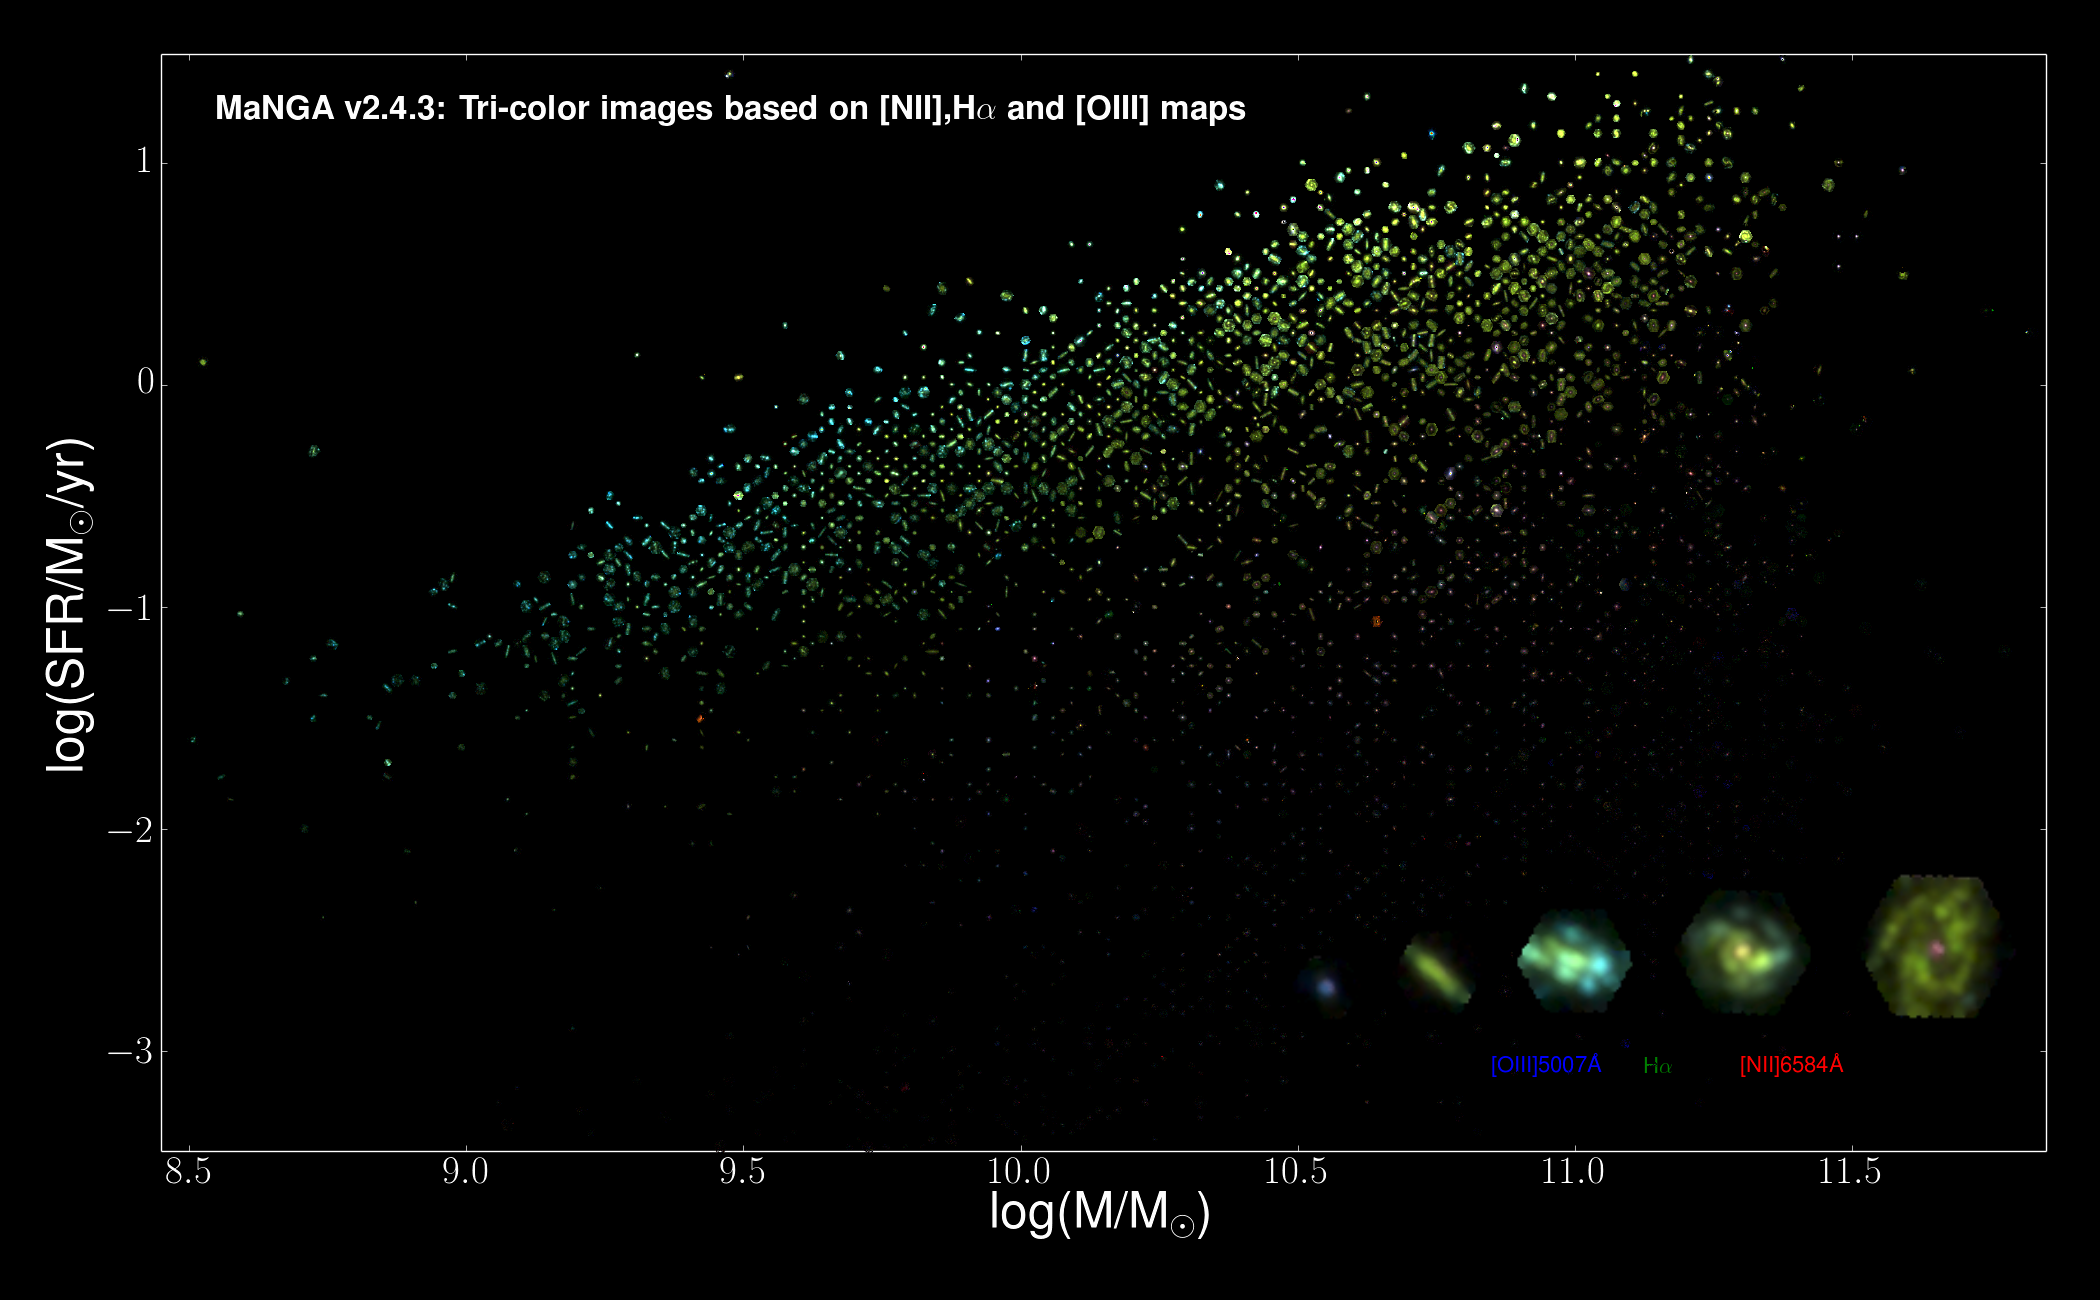 MaNGA v2.4.3: Tri-color images based on [NII],Hα and [OIII] maps
log(SFR/M☉/yr)
1
0
−1
−2
−3
[OIII]5007Å Hα [NII]6584Å
8.5 9.0 9.5 10.0 10.5 11.0 11.5
log(M/M☉)